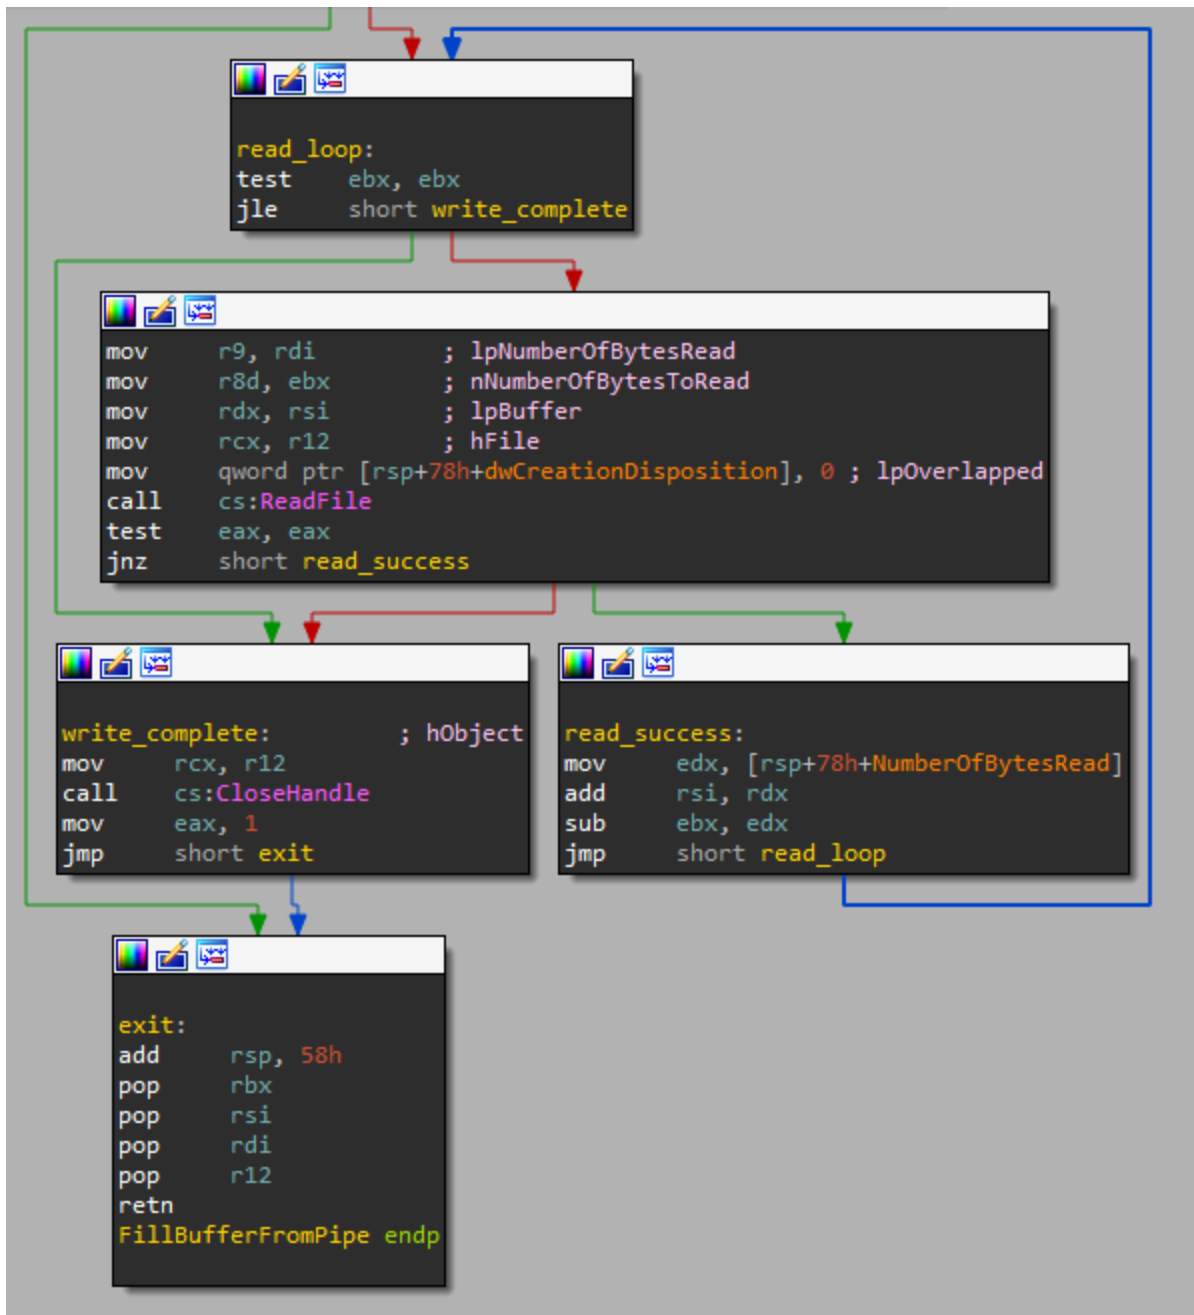 read_loop:
test ebx, ebx
jle short write_complete
mov r9, rdi ; lpNumberOfBytesRead
mov r8d, ebx ; nNumberOfBytesToRead
mov rdx, rsi ; lpBuffer
mov rcx, r12 ; hFile
mov qword ptr [rsp+78h+dwCreationDisposition], 0 ; lpOverlapped
call cs:ReadFile
test eax, eax
jnz short read_success
write_complete: ; hObject
mov rcx, r12
call cs:CloseHandle
mov eax, 1
jmp short exit
read_success:
mov edx, [rsp+78h+NumberOfBytesRead]
add rsi, rdx
sub ebx, edx
jmp short read_loop
exit:
add rsp, 58h
pop rbx
pop rsi
pop rdi
pop r12
retn
FillBufferFromPipe endp